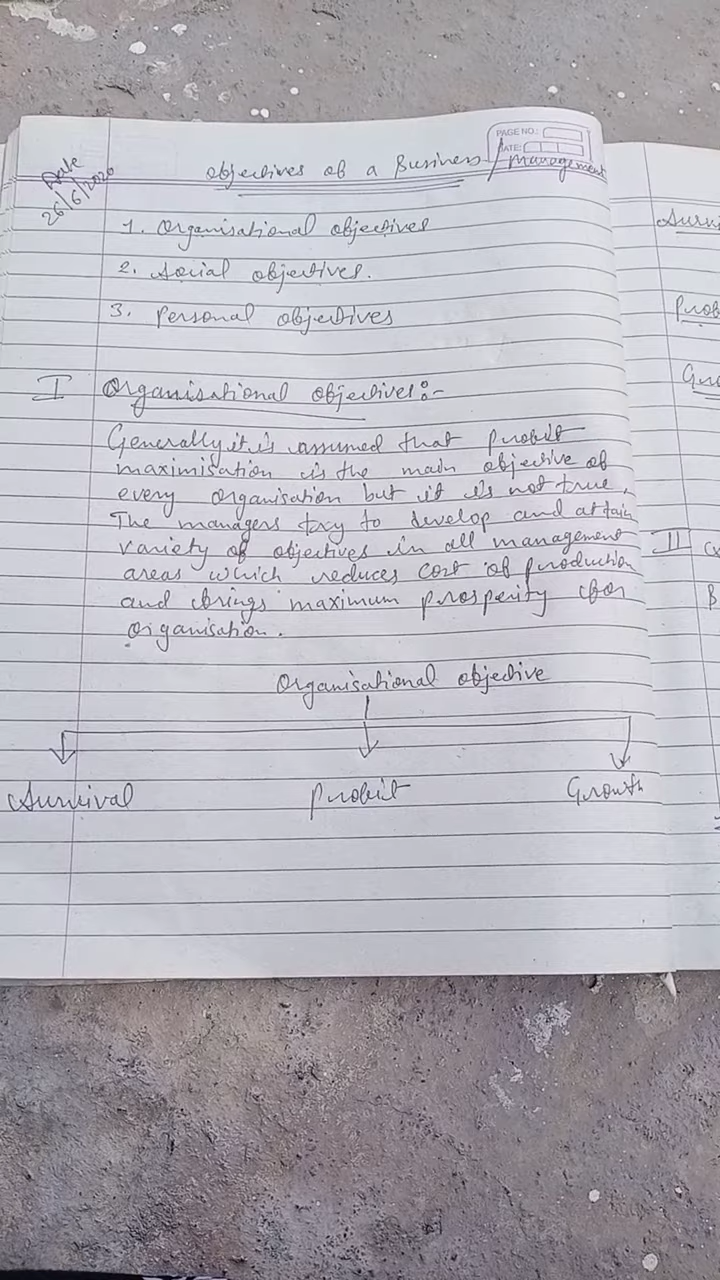 PAGE NO.:
DATE:
Date
26/6/2020
Objectives of a Business / Management
1. Organisational objectives
2. Social objectives.
3. Personal objectives
I Organisational objectives:-
Generally it is assumed that profit
maximisation is the main objective of
every organisation but it is not true.
The managers try to develop and attain
variety of objectives in all management
areas which reduces cost of production
and brings maximum prosperity for
organisation.
Organisational objective
Survival Profit Growth
II